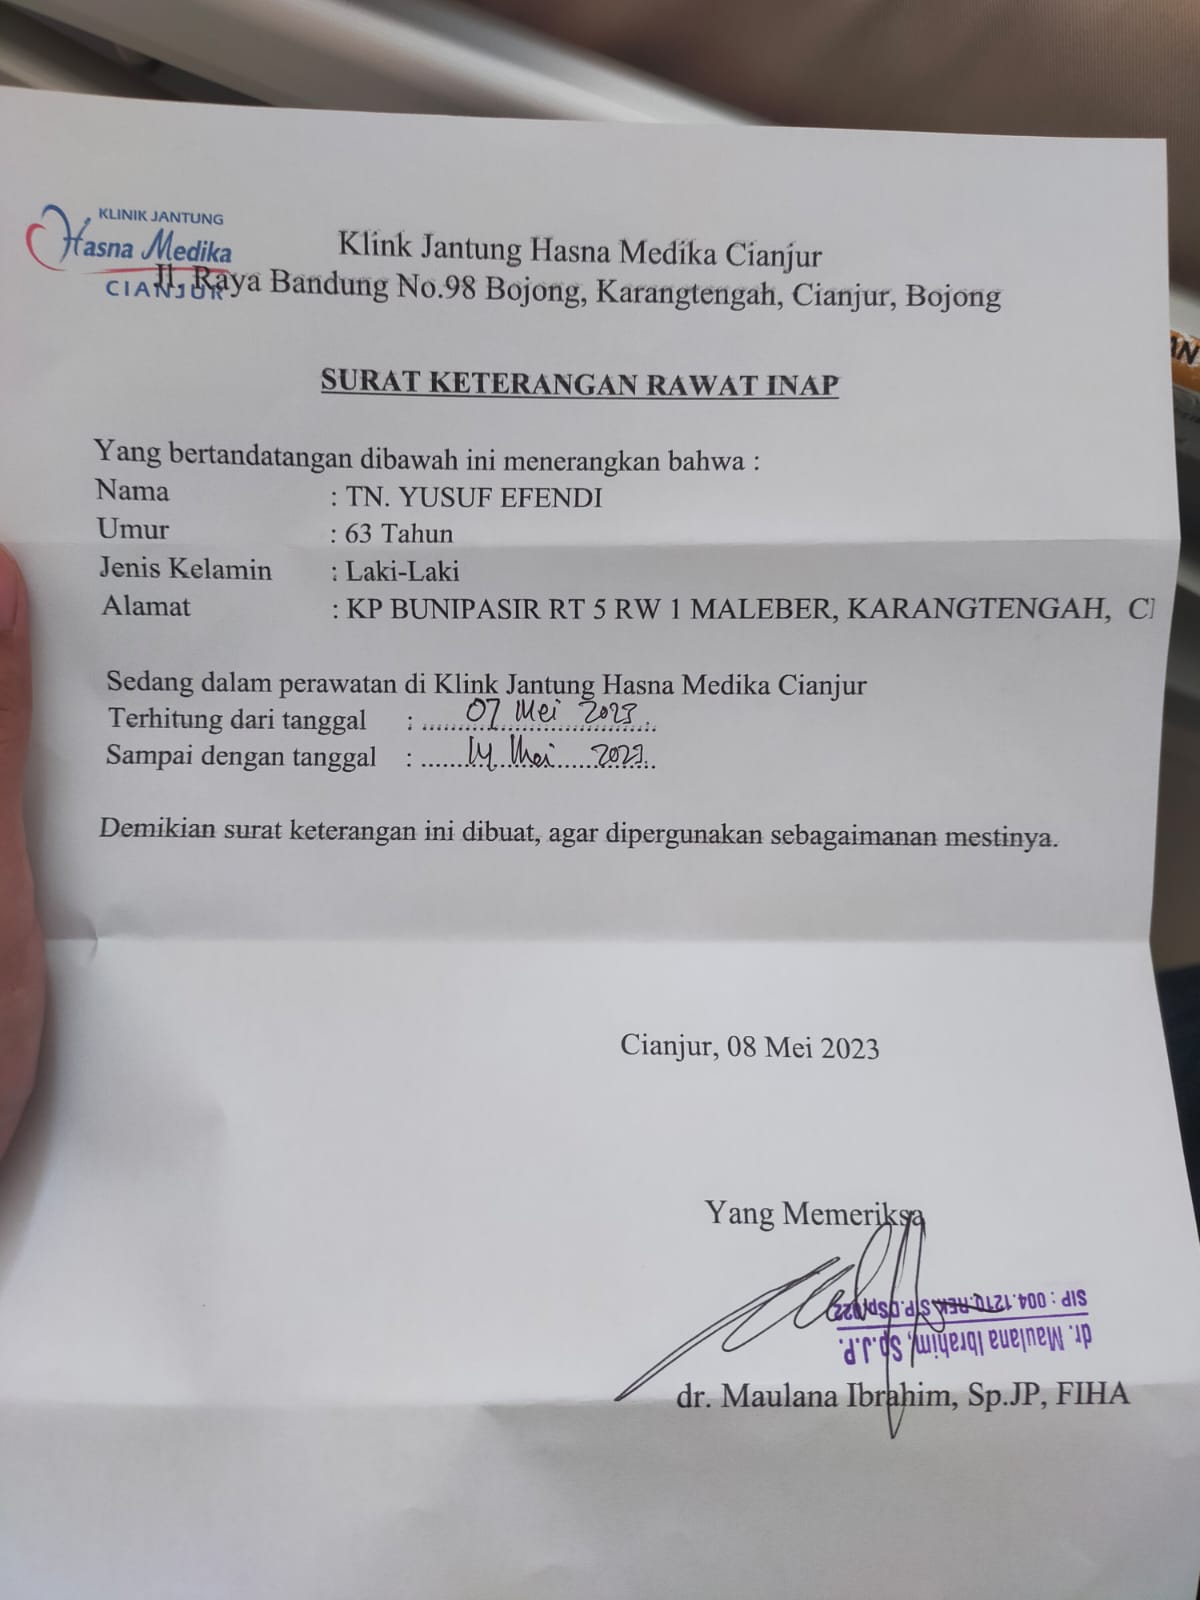 KLINIK JANTUNG
Hasna Medika
CIANJUR
Klink Jantung Hasna Medika Cianjur
Jl. Raya Bandung No.98 Bojong, Karangtengah, Cianjur, Bojong
SURAT KETERANGAN RAWAT INAP
Yang bertandatangan dibawah ini menerangkan bahwa :
Nama : TN. YUSUF EFENDI
Umur : 63 Tahun
Jenis Kelamin : Laki-Laki
Alamat : KP BUNIPASIR RT 5 RW 1 MALEBER, KARANGTENGAH,
Sedang dalam perawatan di Klink Jantung Hasna Medika Cianjur
Terhitung dari tanggal : 07 Mei 2023
Sampai dengan tanggal : 14 Mei 2023
Demikian surat keterangan ini dibuat, agar dipergunakan sebagaimanan mestinya.
Cianjur, 08 Mei 2023
Yang Memeriksa
dr. Maulana Ibrahim, Sp.J.P.
SIP : 004.1210
dr. Maulana Ibrahim, Sp.JP, FIHA